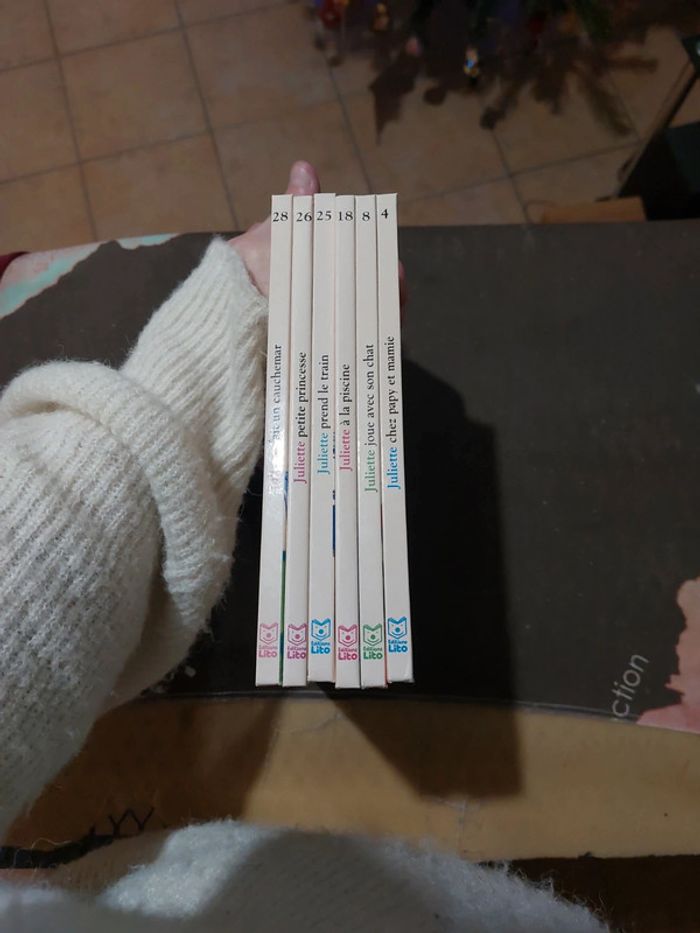 28
Juliette fait un cauchemar
Editions
Lito
26
Juliette petite princesse
Editions
Lito
25
Juliette prend le train
Editions
Lito
18
Juliette à la piscine
Editions
Lito
8
Juliette joue avec son chat
Editions
Lito
4
Juliette chez papy et mamie
Editions
Lito
ction